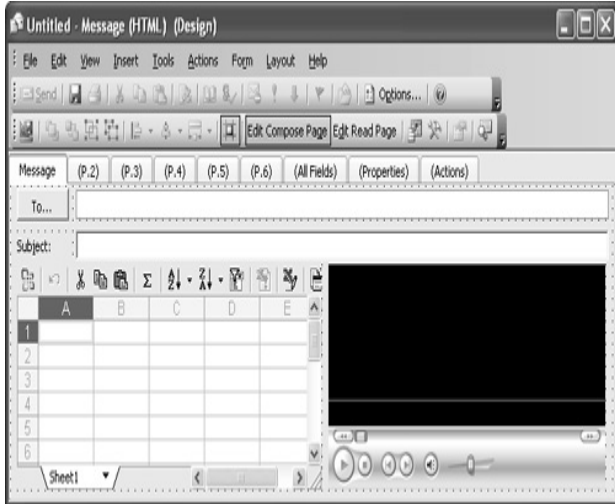 Untitled - Message (HTML) (Design)
File Edit View Insert Tools Actions Form Layout Help
Send Options...
Edit Compose Page Edit Read Page
Message (P.2) (P.3) (P.4) (P.5) (P.6) (All Fields) (Properties) (Actions)
To...
Subject:
A B C D E
1
2
3
4
5
6
Sheet1